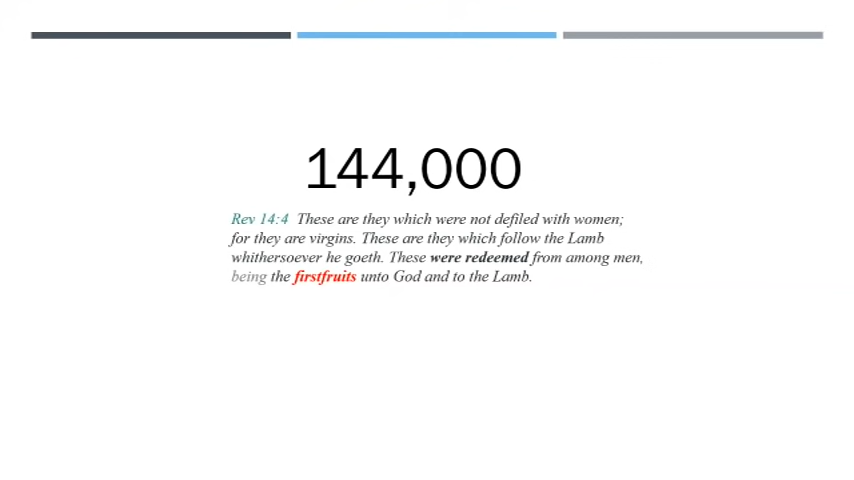 144,000
Rev 14:4 These are they which were not defiled with women;
for they are virgins. These are they which follow the Lamb
whithersoever he goeth. These were redeemed from among men,
being the firstfruits unto God and to the Lamb.